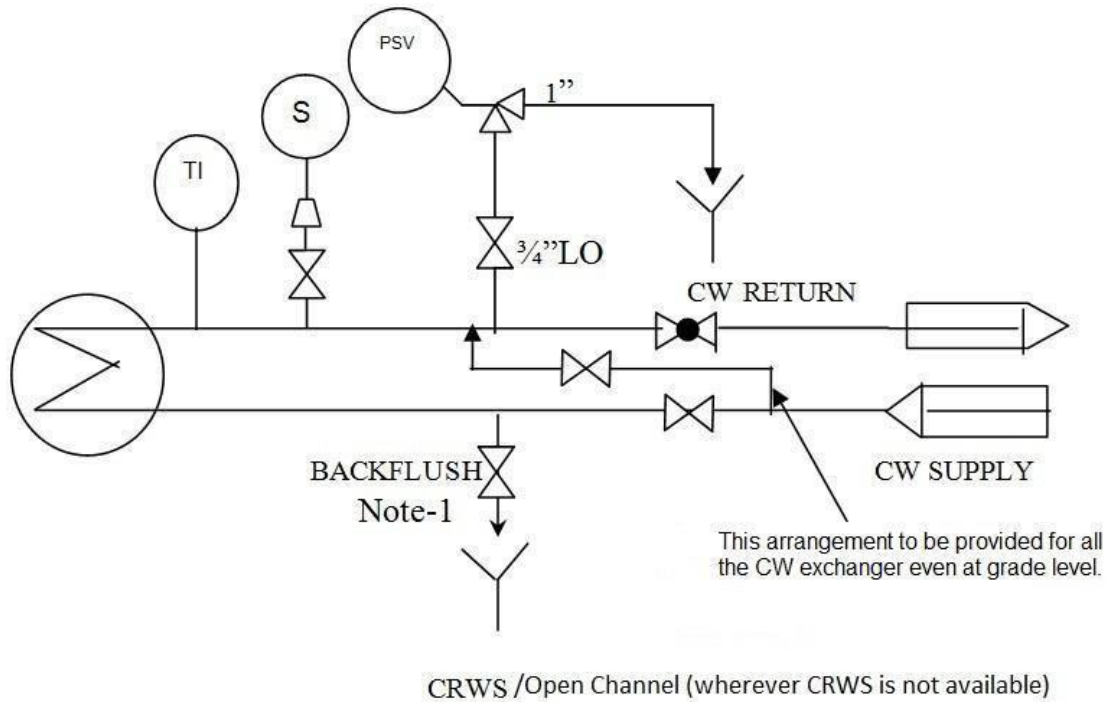 PSV
S
1”
TI
¾”LO
CW RETURN
BACKFLUSH
Note-1
CW SUPPLY
This arrangement to be provided for all
the CW exchanger even at grade level.
CRWS /Open Channel (wherever CRWS is not available)